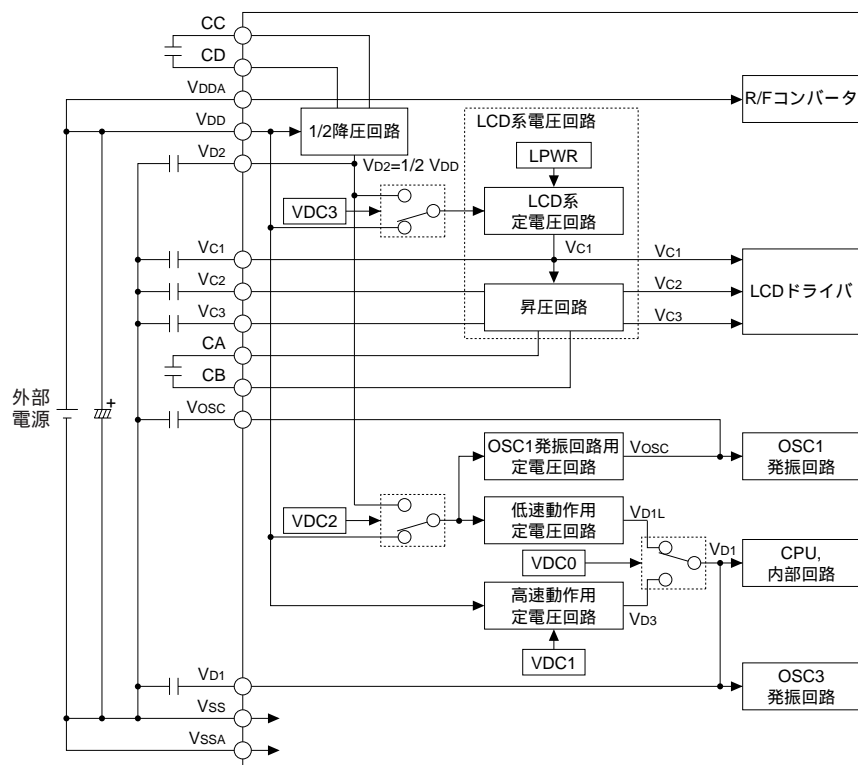 CC
CD
VDDA
R/Fコンバータ
VDD
1/2降圧回路
LCD系電圧回路
VD2
VD2=1/2 VDD
LPWR
VDC3
LCD系
定電圧回路
VC1
VC1
VC1
VC2
VC2
昇圧回路
LCDドライバ
VC3
VC3
CA
CB
外部
電源
+
VOSC
OSC1発振回路用
定電圧回路
VOSC
OSC1
発振回路
VDC2
低速動作用
定電圧回路
VD1L
VDC0
VD1
CPU,
内部回路
高速動作用
定電圧回路
VD3
VDC1
VD1
OSC3
発振回路
VSS
VSSA